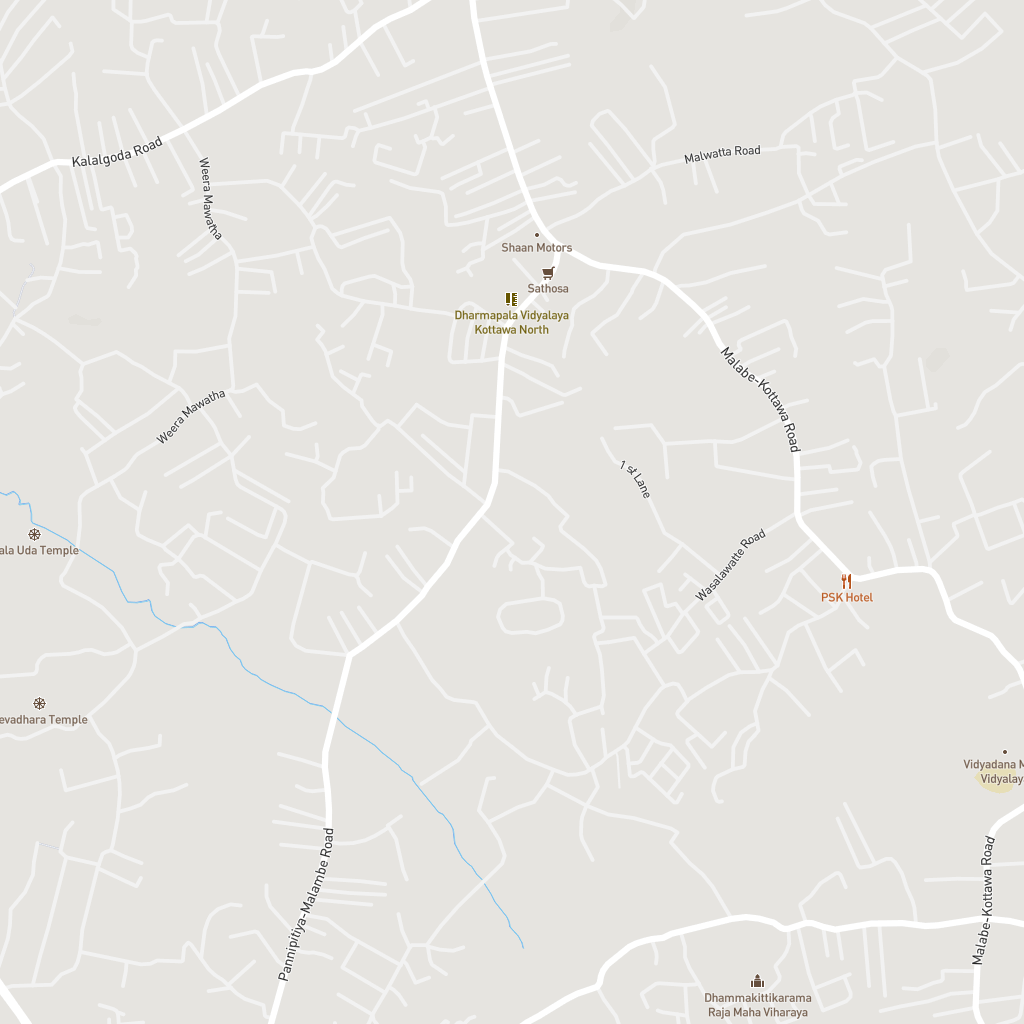 Kalalgoda Road
Malwatta Road
Weera Mawatha
Shaan Motors
Sathosa
Dharmapala Vidyalaya
Kottawa North
Malabe-Kottawa Road
Weera Mawatha
1 st Lane
ala Uda Temple
Wasalawatte Road
PSK Hotel
evadhara Temple
Vidyadana M
Vidyalay
Pannipitiya-Malambe Road
Malabe-Kottawa Road
Dhammakittikarama
Raja Maha Viharaya